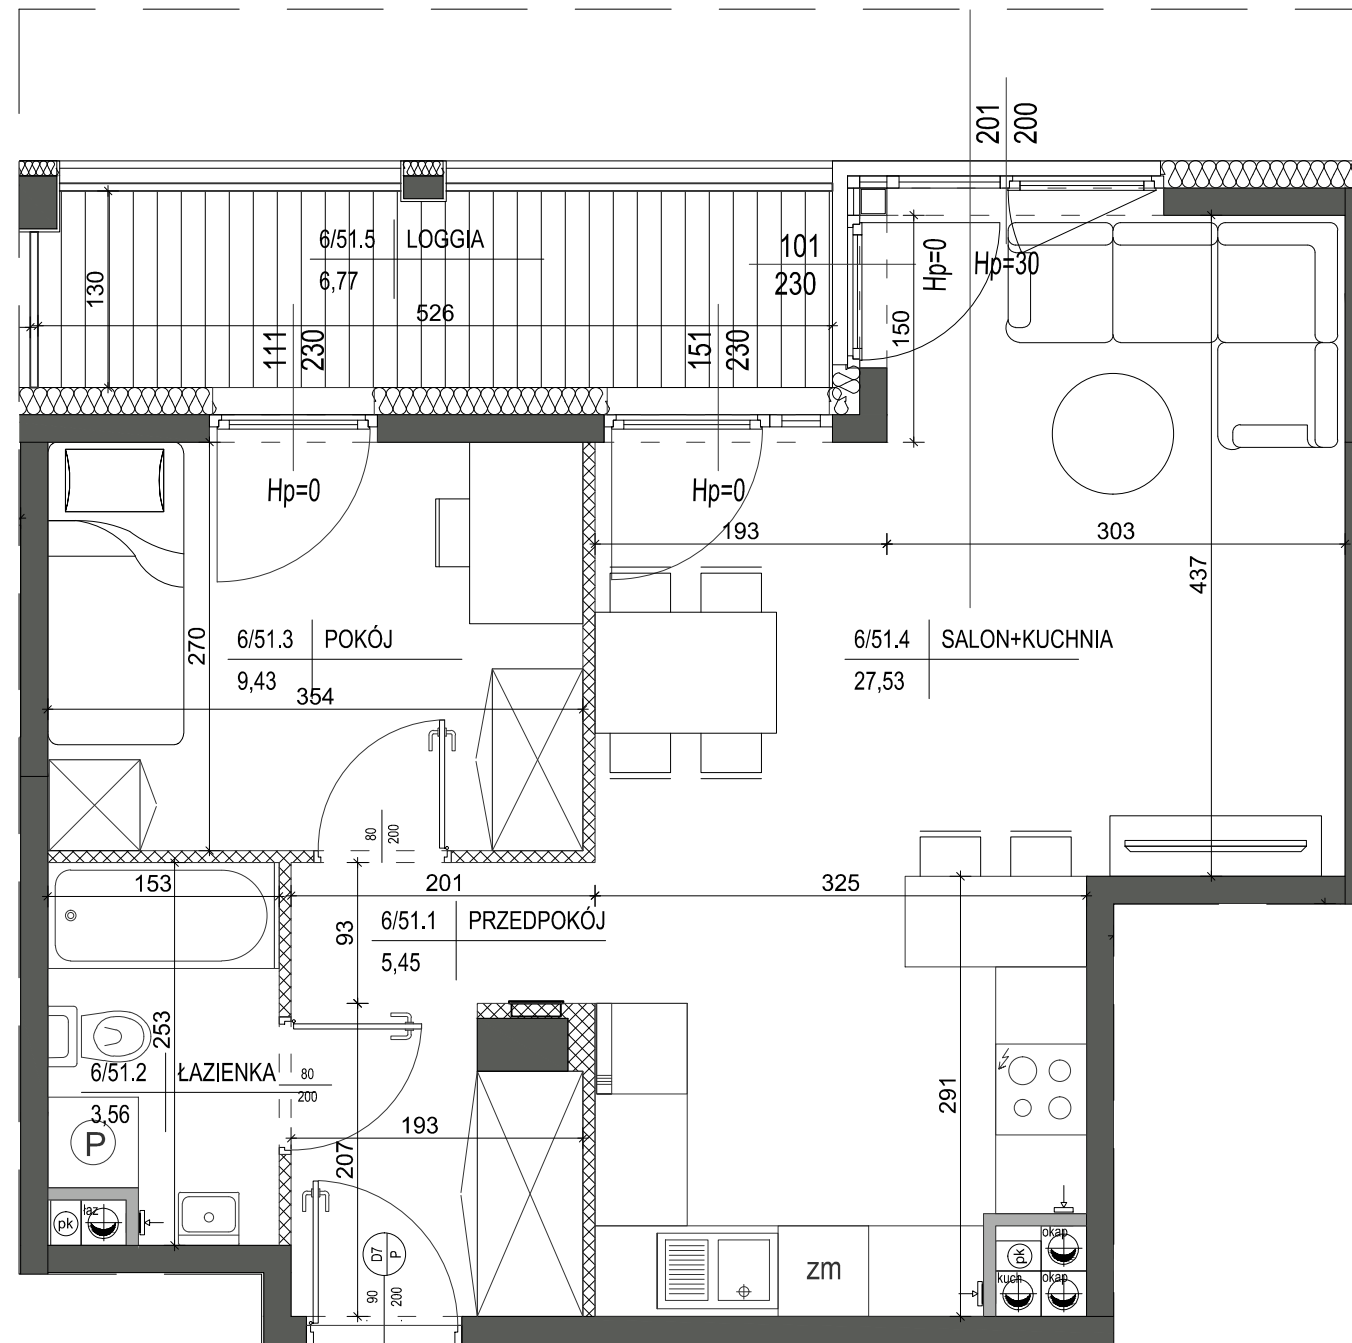 201
200
6/51.5 LOGGIA
6,77
101
230
Hp=0
Hp=30
130
526
150
111
230
151
230
Hp=0
Hp=0
193
303
437
270
6/51.3 POKÓJ
9,43
354
6/51.4 SALON+KUCHNIA
27,53
80
200
153
201
325
93
6/51.1 PRZEDPOKÓJ
5,45
253
6/51.2 ŁAZIENKA
3,56
80
200
P
193
207
291
pk
łaz
D7
P
90
200
zm
okap
pk
kuch
okap